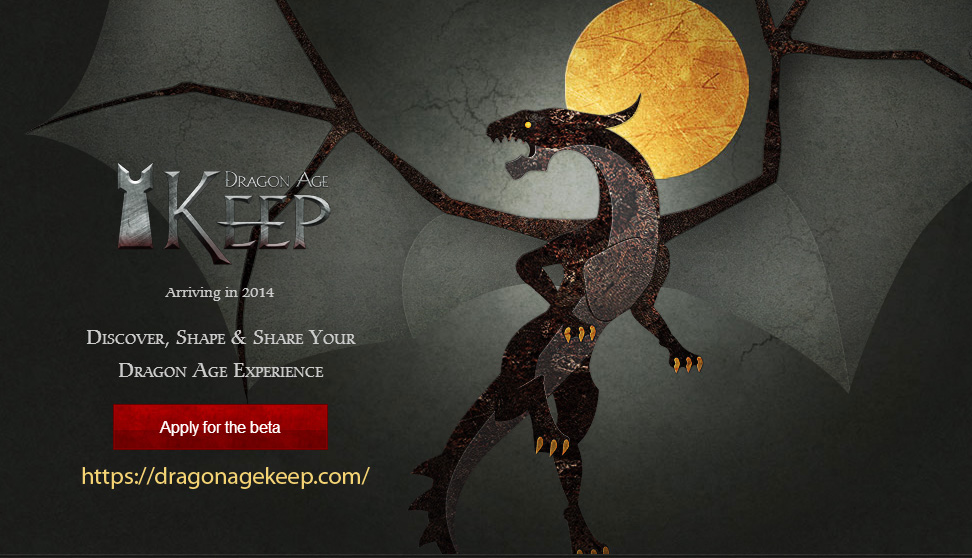 Dragon Age
Keep
Arriving in 2014
Discover, Shape & Share Your
Dragon Age Experience
Apply for the beta
https://dragonagekeep.com/